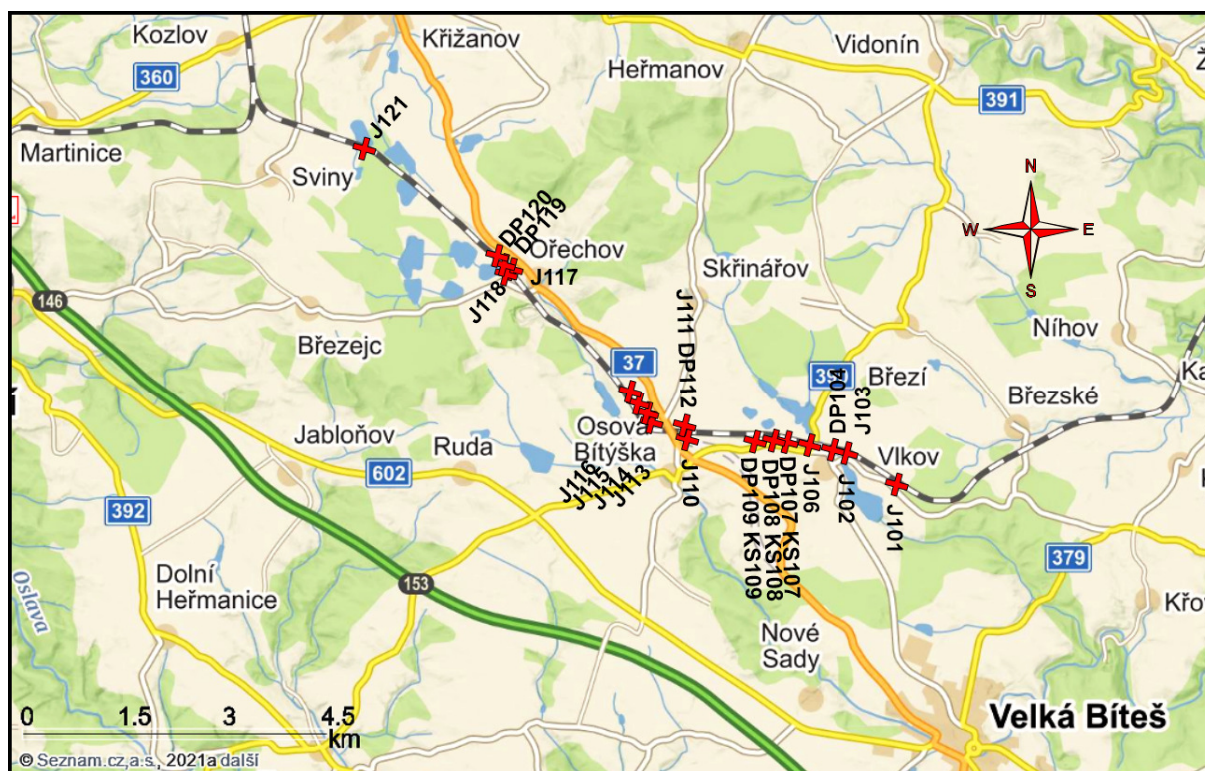 Kozlov
Křižanov
Vidonín
Heřmanov
360
391
Martinice
J121
Sviny
N
W
E
S
DP120
DP119
Ořechov
J117
J118
Skřinářov
146
Níhov
Březejc
37
J111 DP112
391
Březí
DP104
J103
Březské
Jabloňov
Ruda
Osová
Bítýška
Vlkov
602
J116
J115
J114
J113
J110
DP109 KS109
DP108 KS108
DP107 KS107
J106
J102
J101
392
379
Dolní
Heřmanice
153
Oslava
Nové
Sady
Velká Bíteš
0 1.5 3 4.5
km
© Seznam.cz,a.s., 2021a další